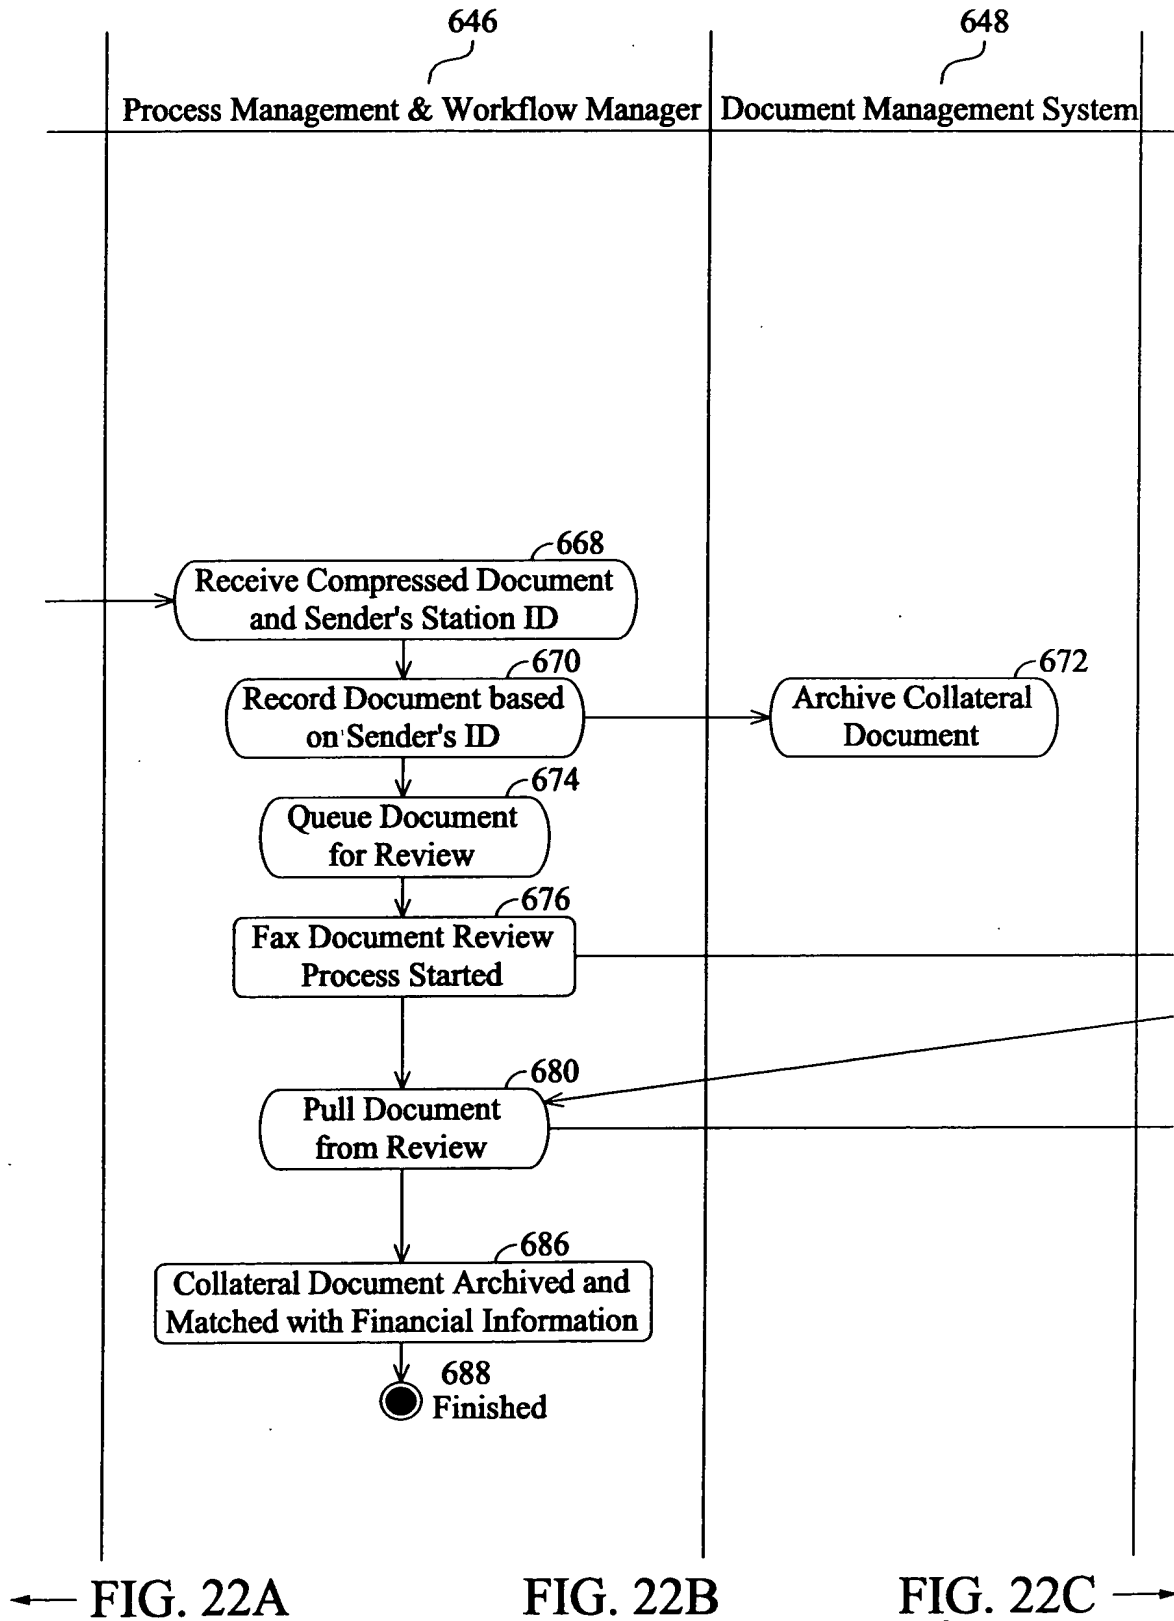 646
648
Process Management & Workflow Manager
Document Management System
668
Receive Compressed Document
and Sender's Station ID
670
Record Document based
on Sender's ID
672
Archive Collateral
Document
674
Queue Document
for Review
676
Fax Document Review
Process Started
680
Pull Document
from Review
686
Collateral Document Archived and
Matched with Financial Information
688
Finished
FIG. 22A
FIG. 22B
FIG. 22C